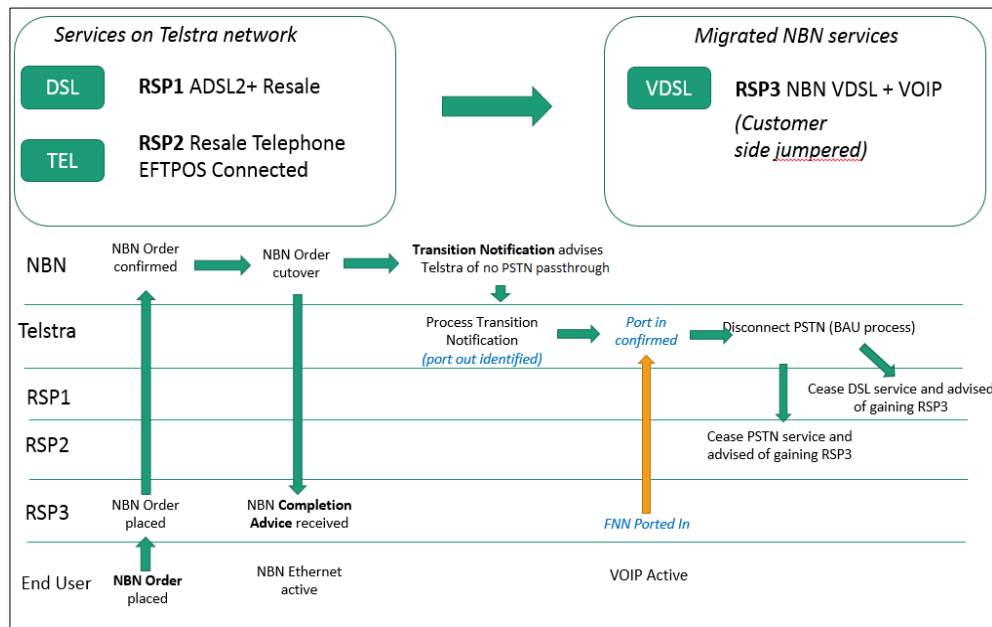 Services on Telstra network
DSL
RSP1 ADSL2+ Resale
TEL
RSP2 Resale Telephone
EFTPOS Connected
Migrated NBN services
VDSL
RSP3 NBN VDSL + VOIP
(Customer
side jumpered)
NBN
NBN Order
confirmed
NBN Order
cutover
Transition Notification advises
Telstra of no PSTN passthrough
Telstra
Process Transition
Notification
(port out identified)
Port in
confirmed
Disconnect PSTN (BAU process)
RSP1
Cease DSL service and advised
of gaining RSP3
RSP2
Cease PSTN service and
advised of gaining RSP3
RSP3
NBN Order
placed
NBN Completion
Advice received
FNN Ported In
End User
NBN Order
placed
NBN Ethernet
active
VOIP Active